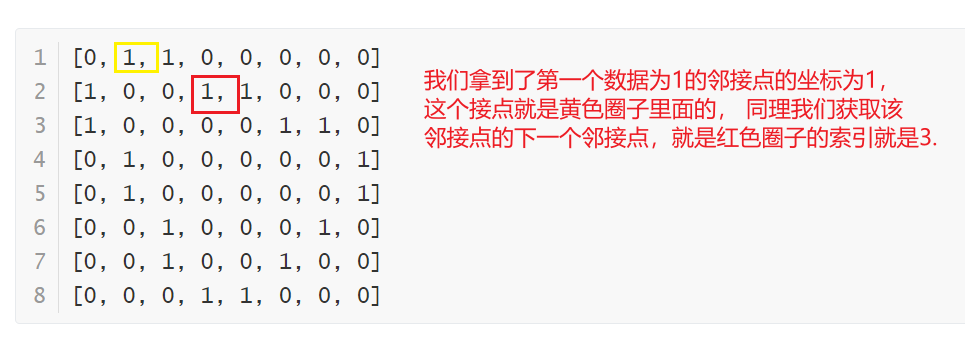 1 [0, 1, 1, 0, 0, 0, 0, 0]
2 [1, 0, 0, 1, 1, 0, 0, 0]
3 [1, 0, 0, 0, 0, 1, 1, 0]
4 [0, 1, 0, 0, 0, 0, 0, 1]
5 [0, 1, 0, 0, 0, 0, 0, 1]
6 [0, 0, 1, 0, 0, 0, 1, 0]
7 [0, 0, 1, 0, 0, 1, 0, 0]
8 [0, 0, 0, 1, 1, 0, 0, 0]
我们拿到了第一个数据为1的邻接点的坐标为1，
这个接点就是黄色圈子里面的， 同理我们获取该
邻接点的下一个邻接点，就是红色圈子的索引就是3.